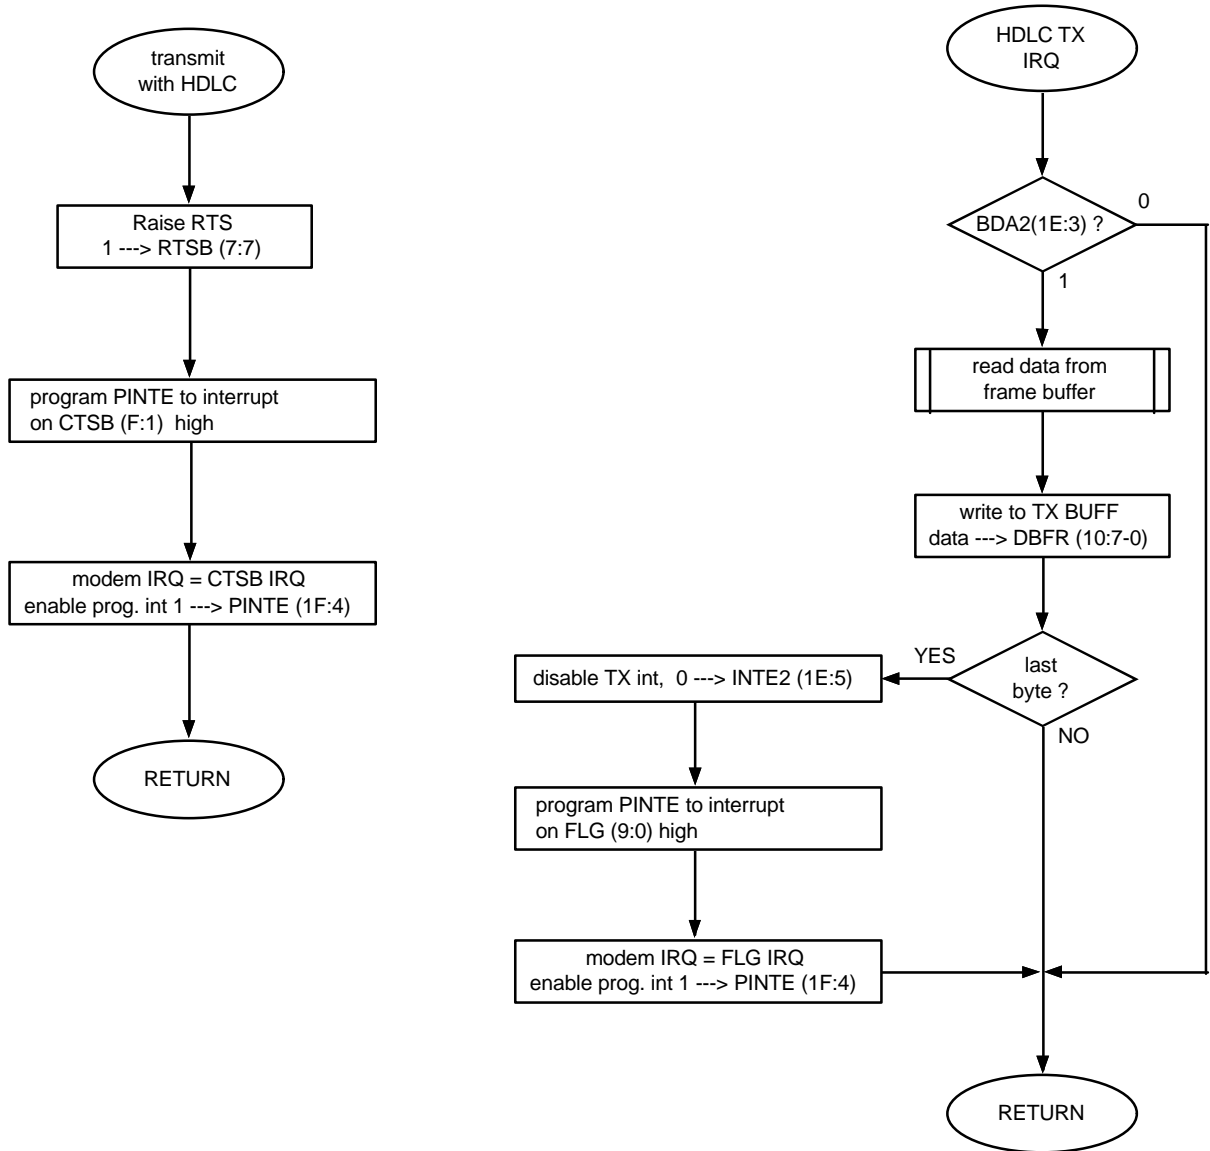 transmit
with HDLC
Raise RTS
1 ---> RTSB (7:7)
program PINTE to interrupt
on CTSB (F:1)  high
modem IRQ = CTSB IRQ
enable prog. int 1 ---> PINTE (1F:4)
RETURN
HDLC TX
IRQ
BDA2(1E:3) ?
0
1
read data from
frame buffer
write to TX BUFF
data ---> DBFR (10:7-0)
last
byte ?
YES
NO
disable TX int,  0 ---> INTE2 (1E:5)
program PINTE to interrupt
on FLG (9:0) high
modem IRQ = FLG IRQ
enable prog. int 1 ---> PINTE (1F:4)
RETURN